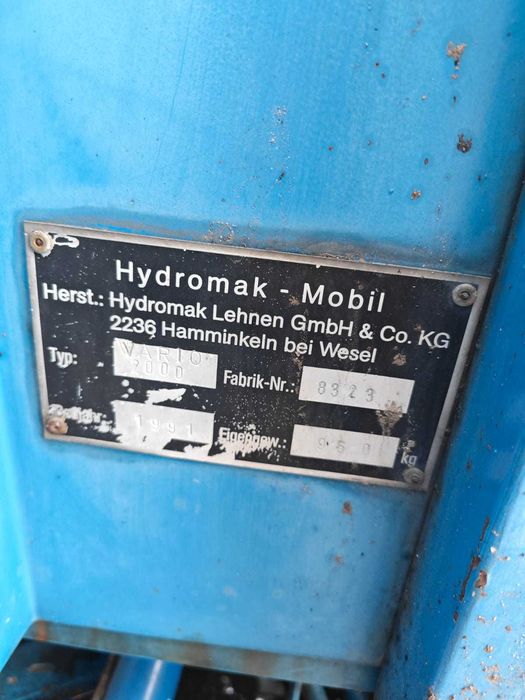 Hydromak - Mobil
Herst.: Hydromak Lehnen GmbH & Co. KG
2236 Hamminkeln bei Wesel
Typ.: VARIO 2000 Fabrik-Nr.: 8323
1991 Eigengew.: 960 kg